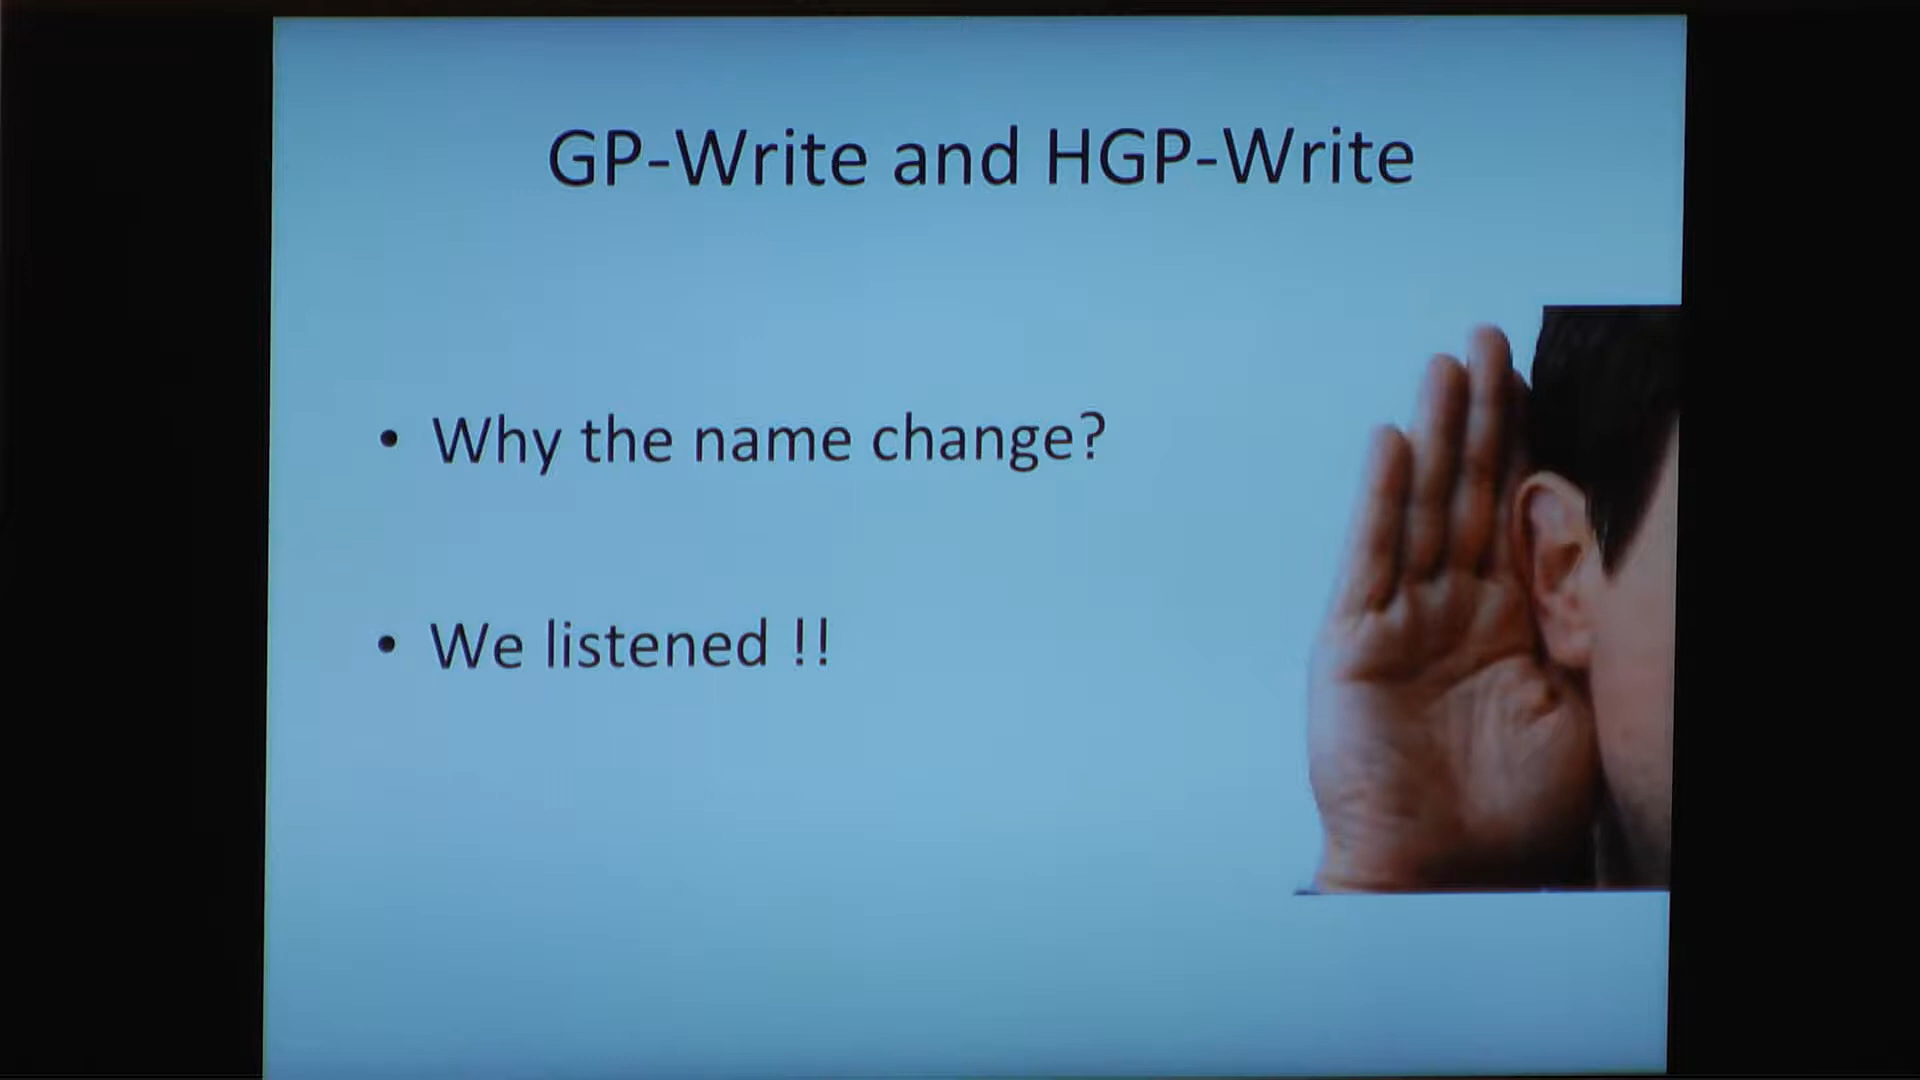 GP-Write and HGP-Write
• Why the name change?
• We listened !!